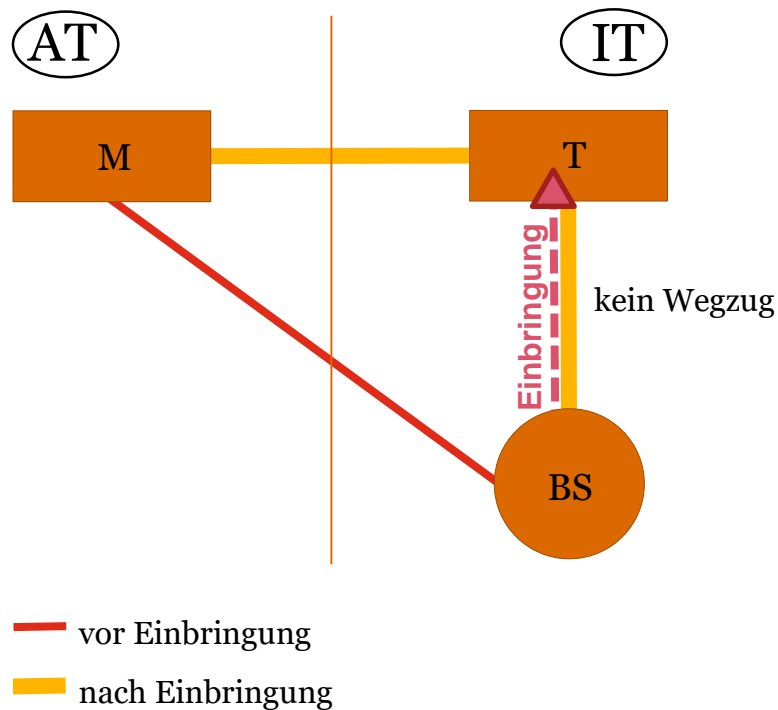 AT
IT
M
T
Einbringung
kein Wegzug
BS
vor Einbringung
nach Einbringung